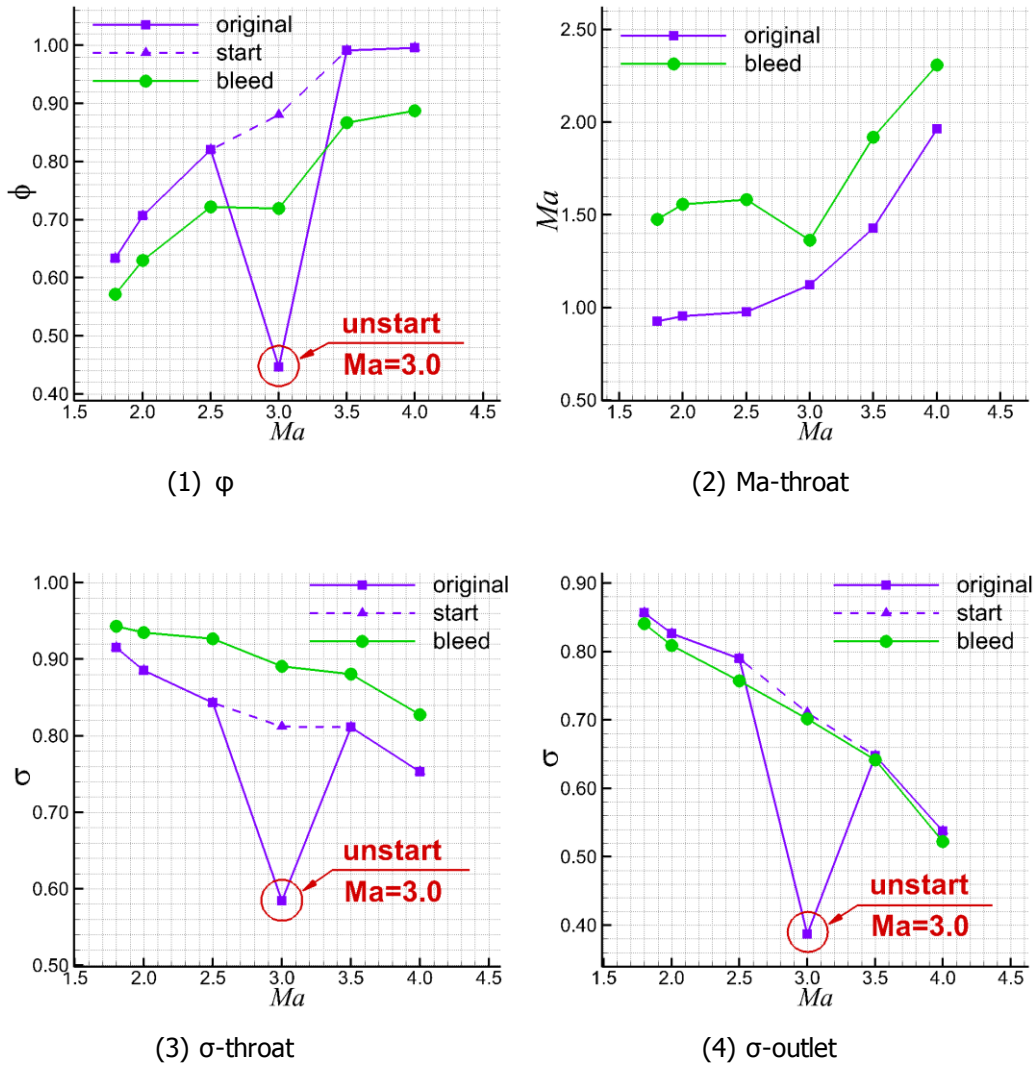 original
start
bleed
1.00
0.90
0.80
0.70
0.60
0.50
0.40
ϕ
unstart
Ma=3.0
1.5 2.0 2.5 3.0 3.5 4.0 4.5
Ma
(1) φ
original
bleed
2.50
2.00
1.50
1.00
0.50
Ma
1.5 2.0 2.5 3.0 3.5 4.0 4.5
Ma
(2) Ma-throat
original
start
bleed
1.00
0.90
0.80
0.70
0.60
0.50
σ
unstart
Ma=3.0
1.5 2.0 2.5 3.0 3.5 4.0 4.5
Ma
(3) σ-throat
original
start
bleed
0.90
0.80
0.70
0.60
0.50
0.40
σ
unstart
Ma=3.0
1.5 2.0 2.5 3.0 3.5 4.0 4.5
Ma
(4) σ-outlet